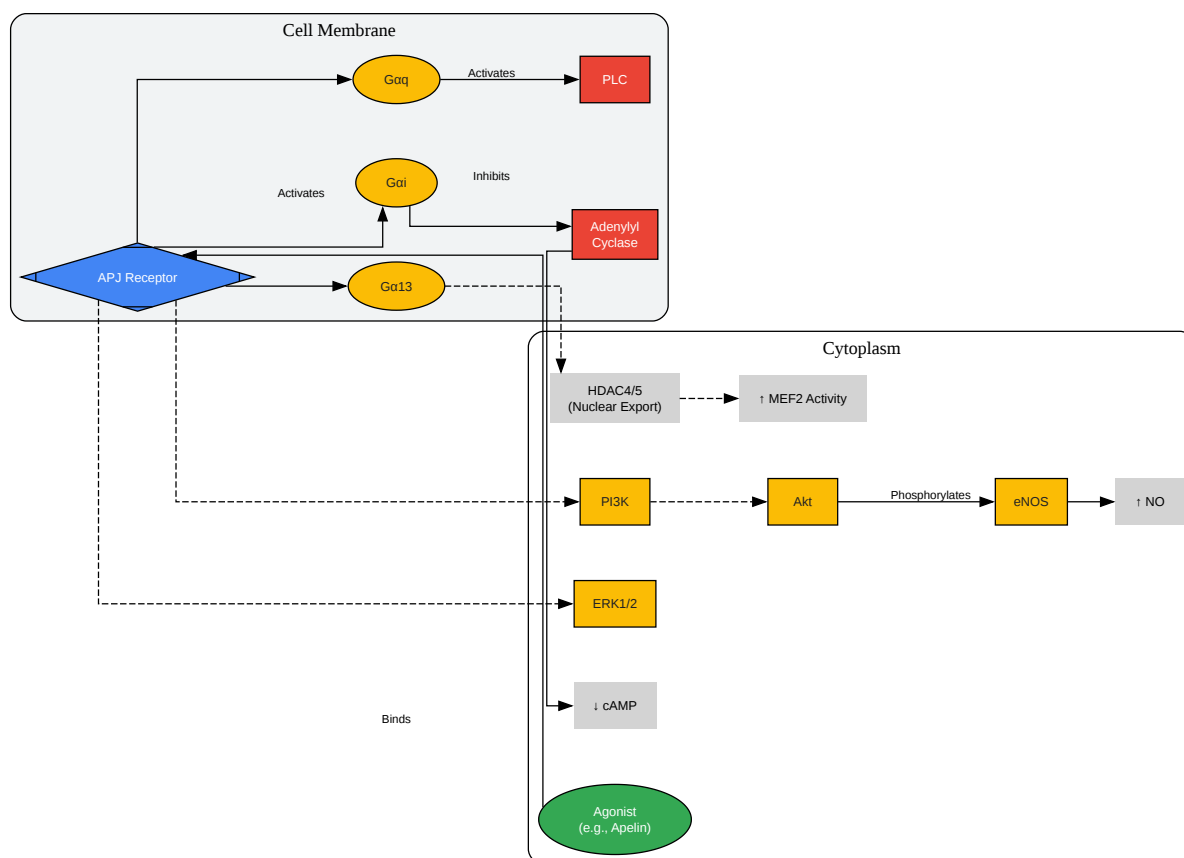 Cell Membrane
Gαq
Activates
PLC
Gαi
Inhibits
Activates
Adenylyl
Cyclase
APJ Receptor
Gα13
Cytoplasm
HDAC4/5
(Nuclear Export)
↑ MEF2 Activity
PI3K
Akt
Phosphorylates
eNOS
↑ NO
ERK1/2
↓ cAMP
Binds
Agonist
(e.g., Apelin)